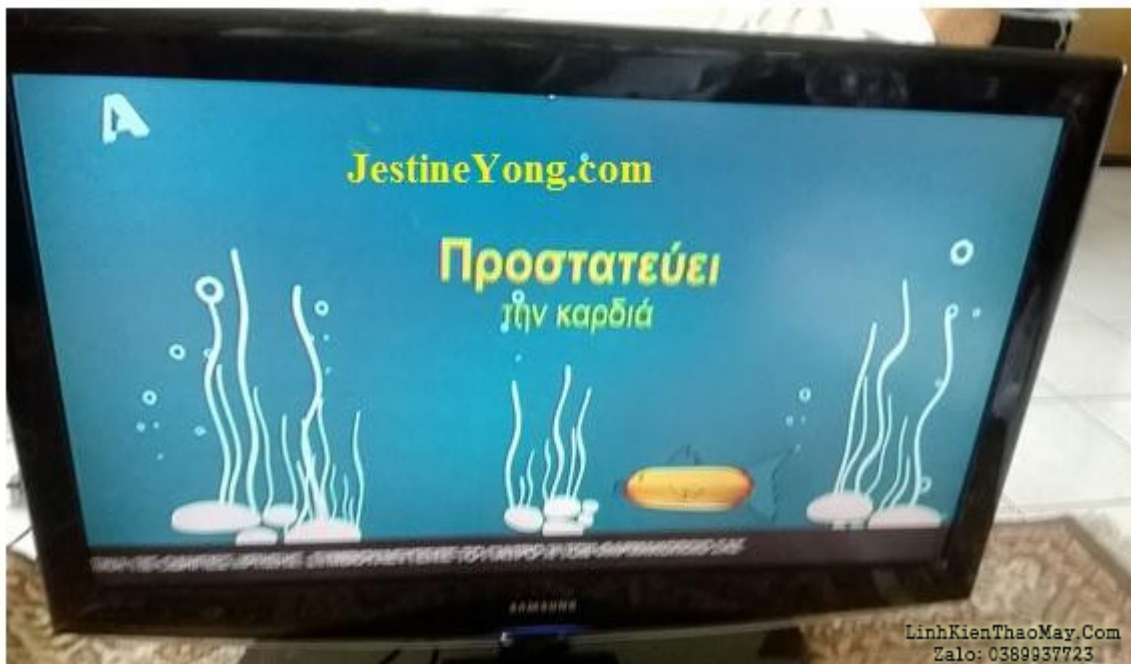 A
JestineYong.com
Προστατεύει
την καρδιά
SAMSUNG
LinhKienThaoMay.Com
Zalo: 0389937723